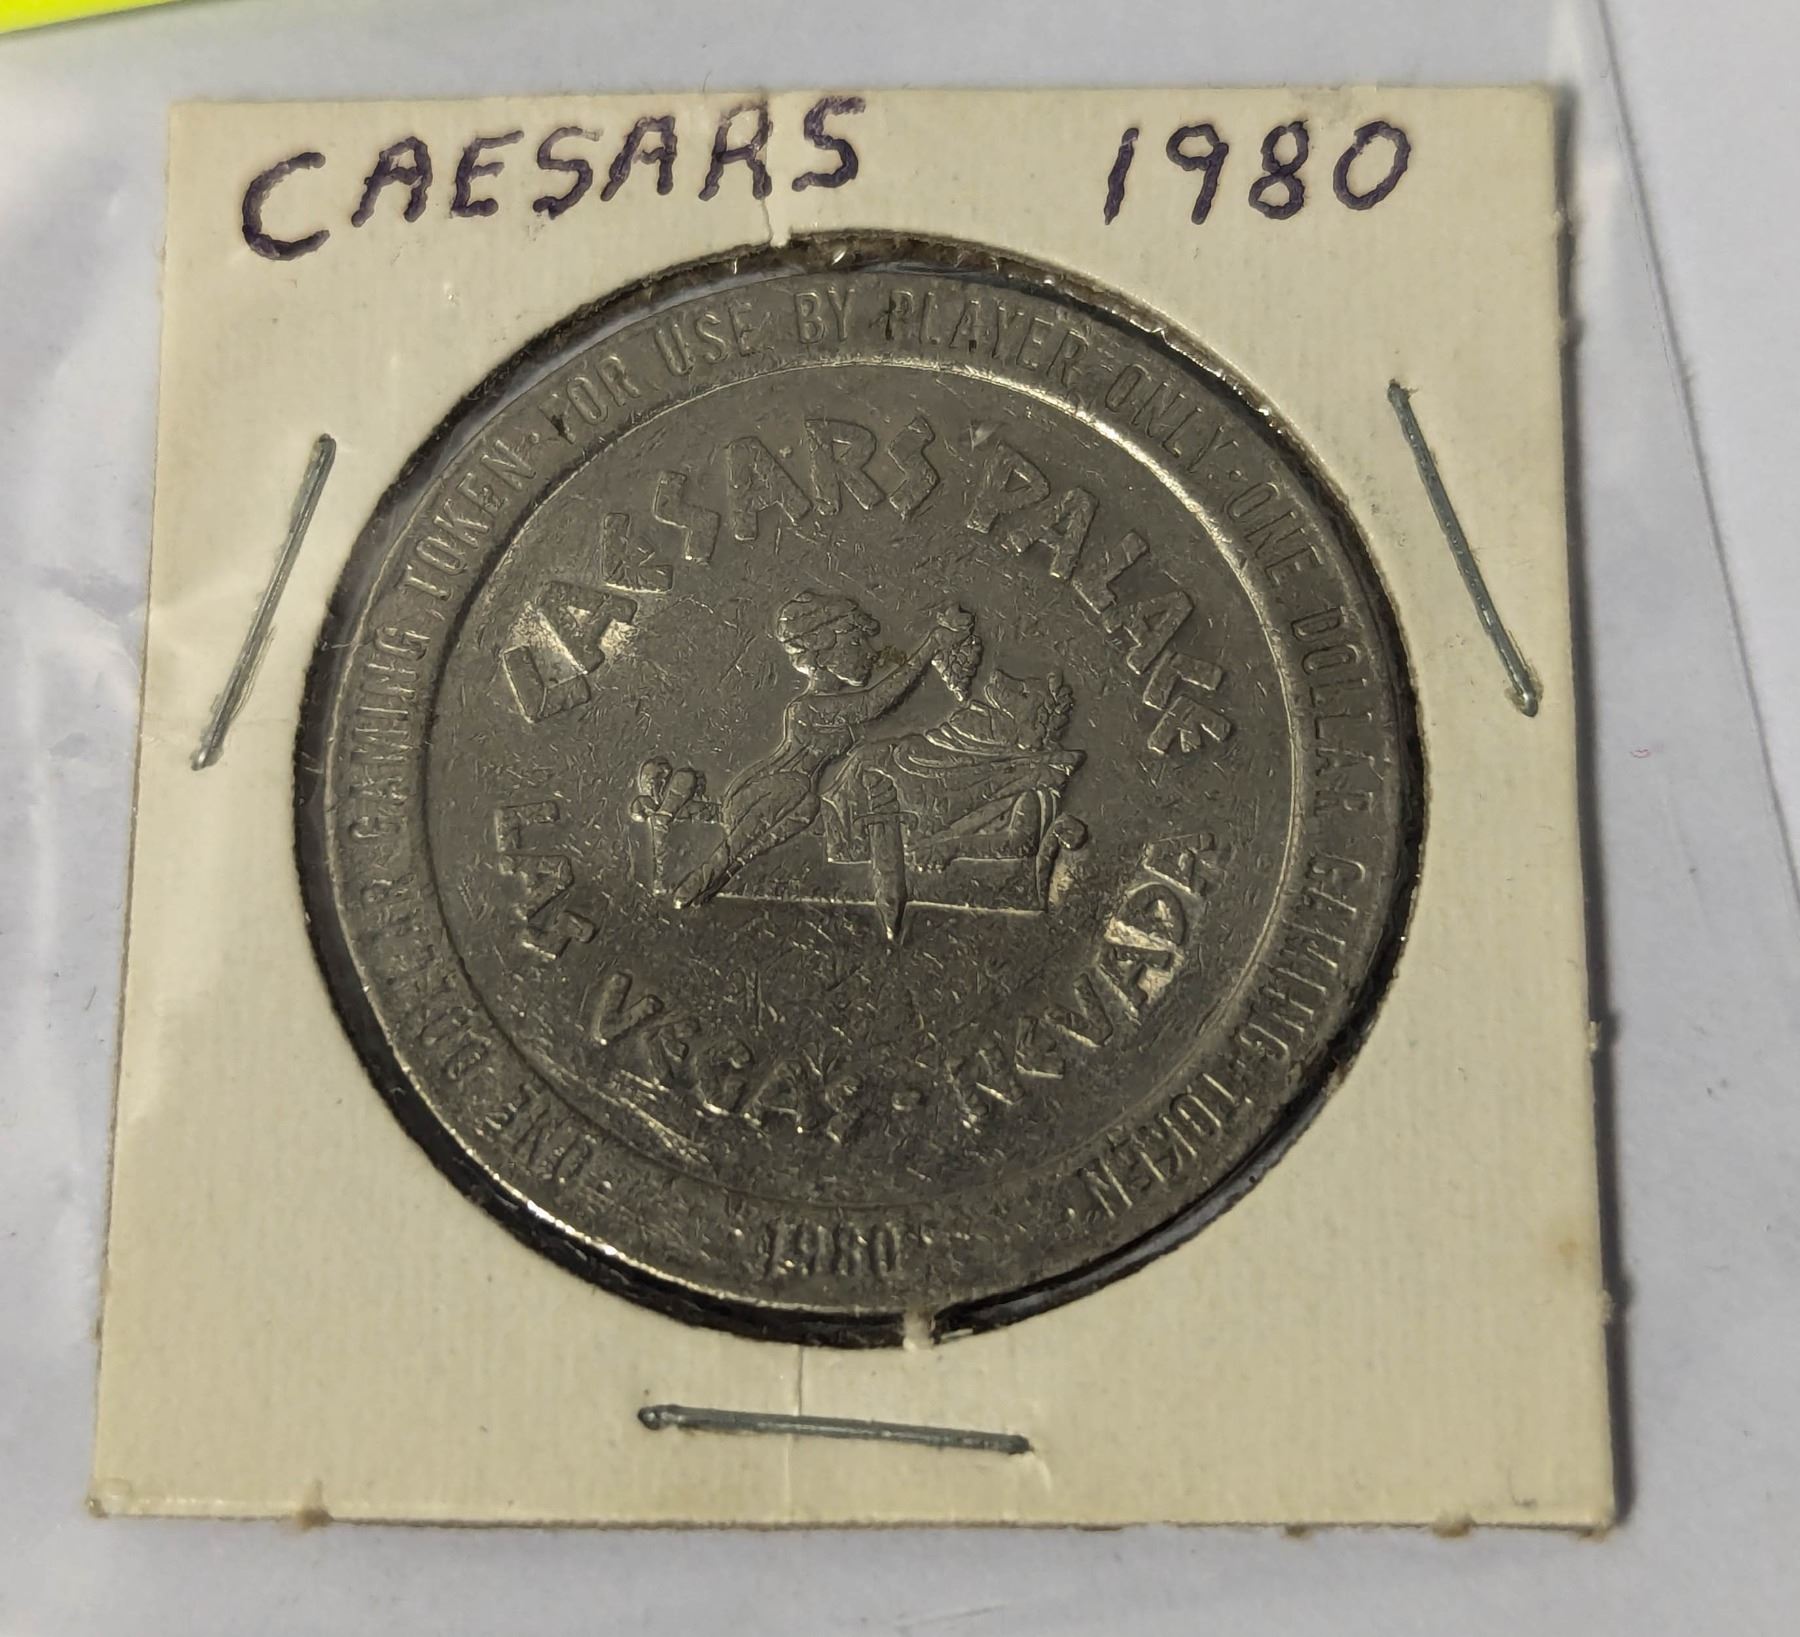 CAESARS 1980
ONE DOLLAR GAMING TOKEN · FOR USE BY PLAYER ONLY · ONE DOLLAR GAMING TOKEN ·
CAESARS PALACE
LAS VEGAS · NEVADA
· 1980 ·